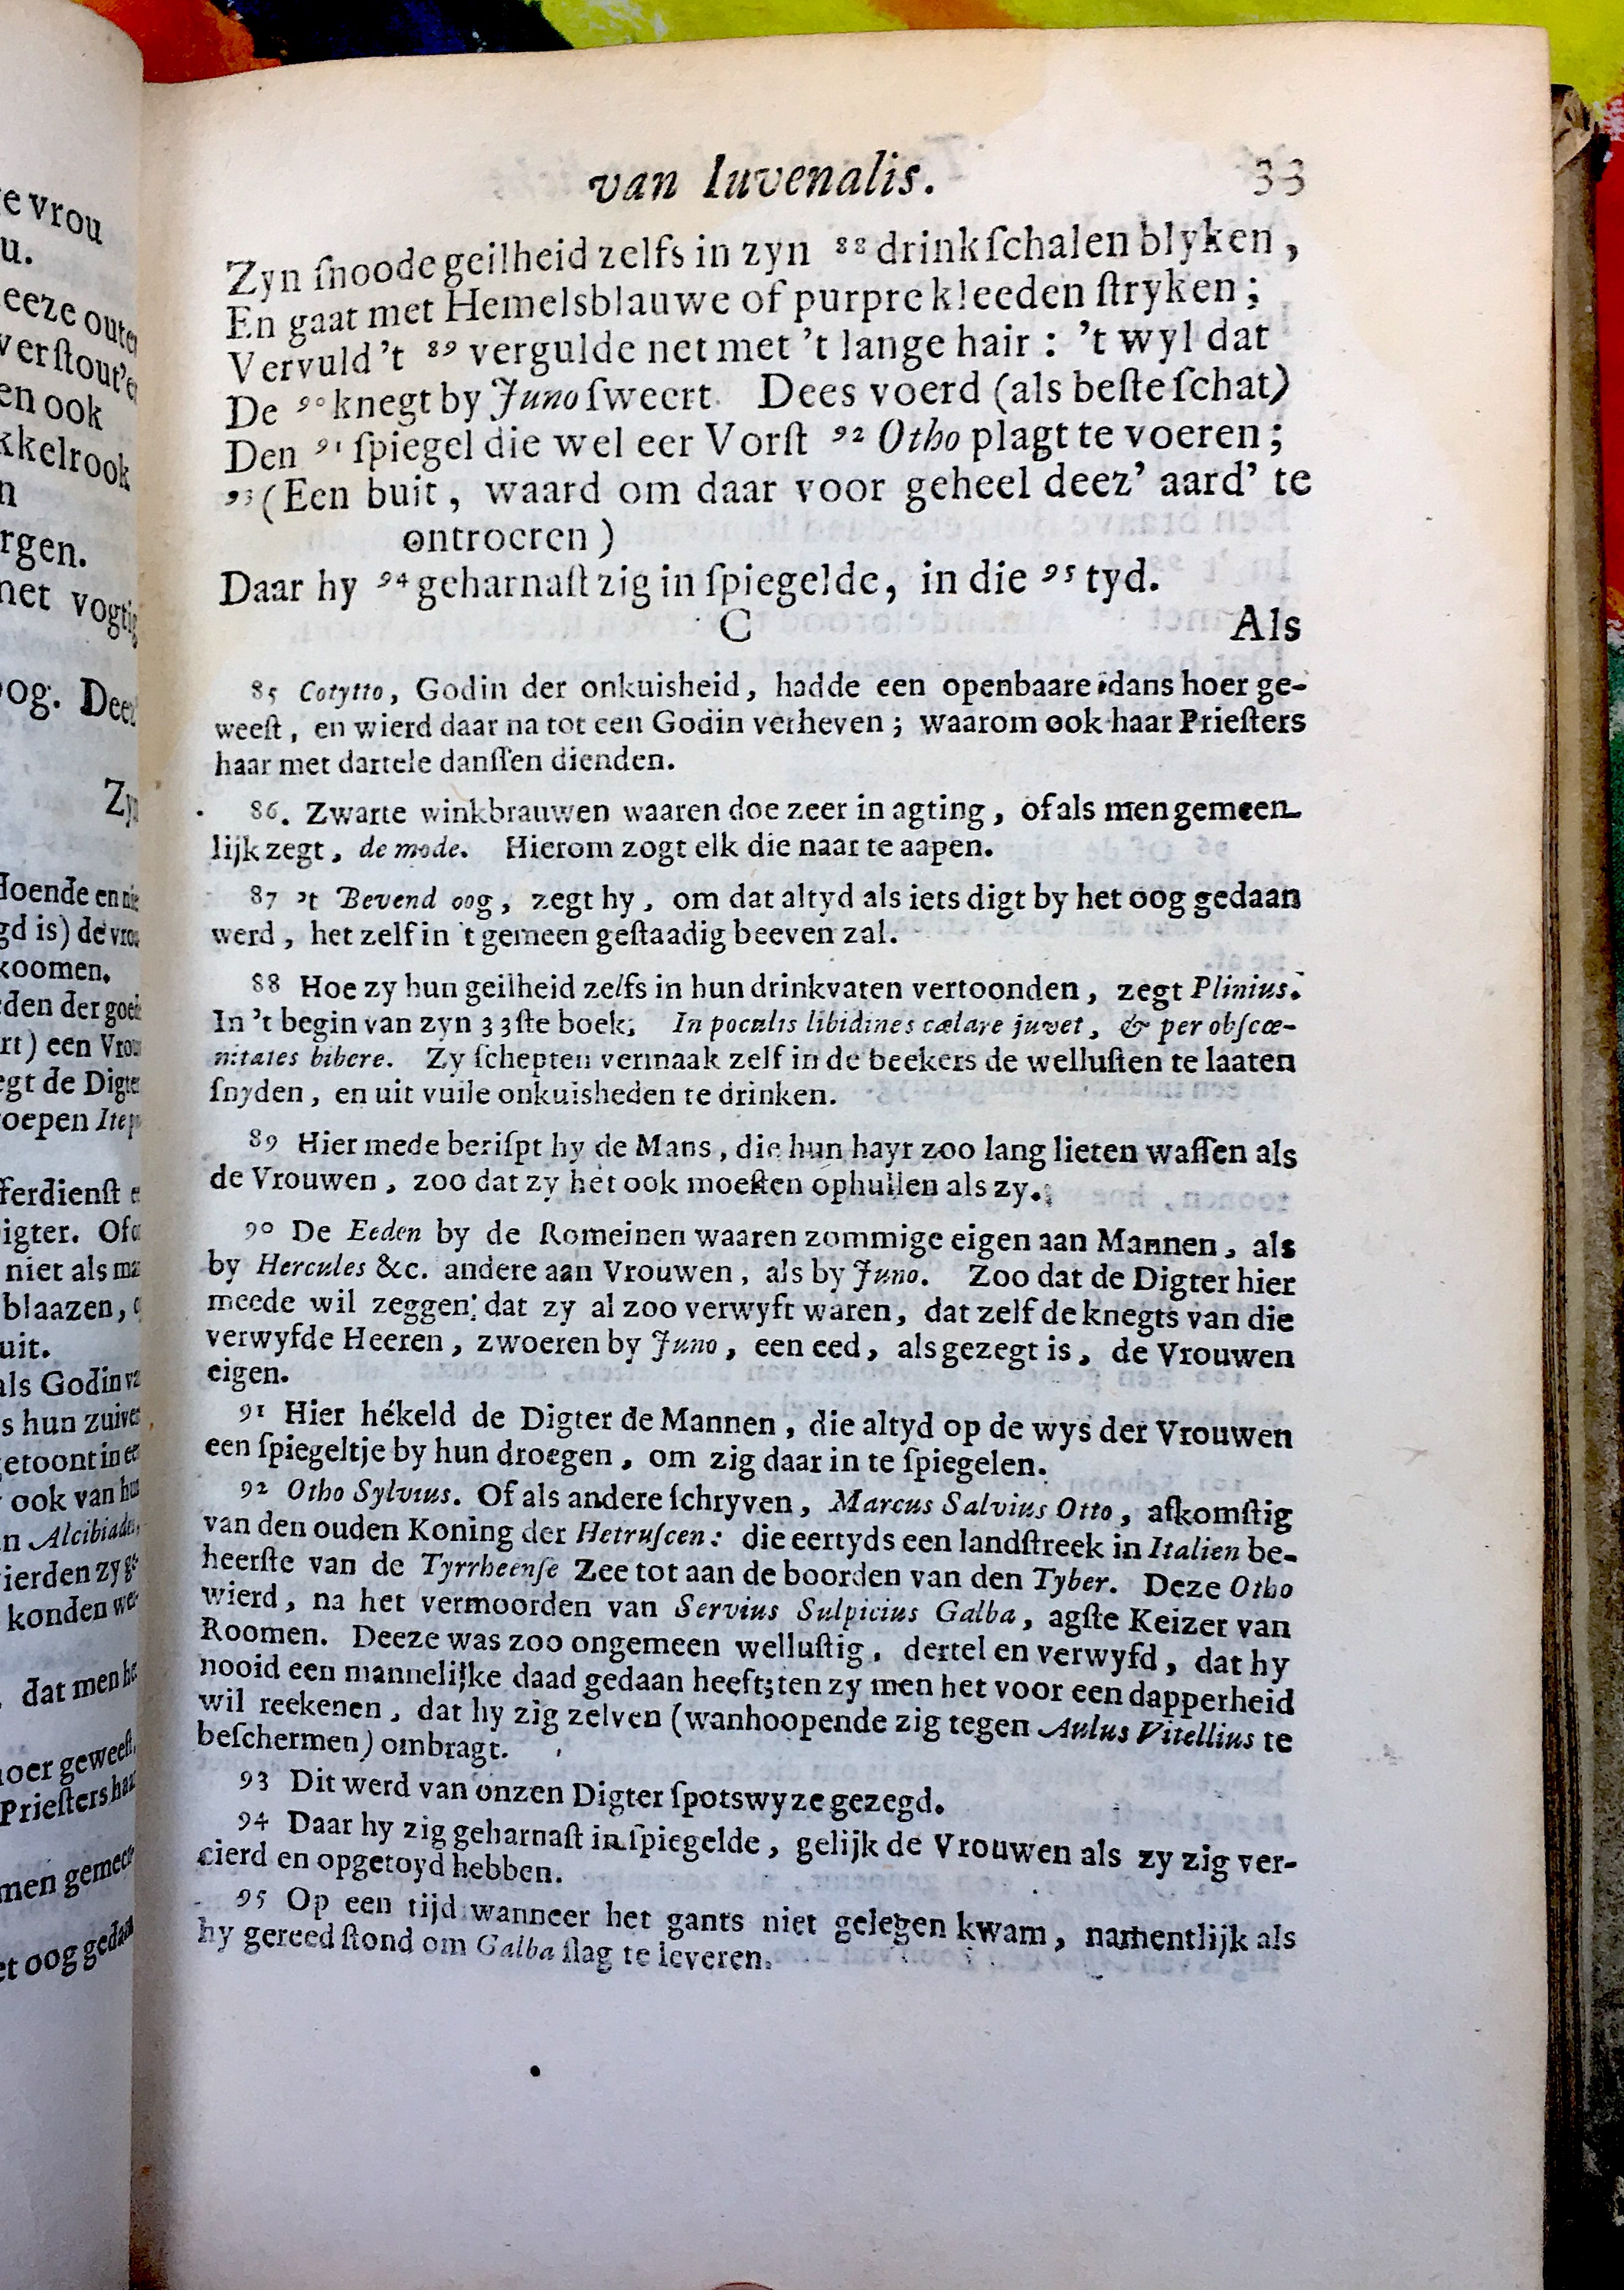 van Iuvenalis. 33
Zyn ſnoode geilheid zelfs in zyn 88 drinkſchalen blyken,
En gaat met Hemelsblauwe of purpre kleeden ſtryken;
Vervuld 't 89 vergulde net met 't lange hair: 't wyl dat
De 90 knegt by Juno ſweert. Dees voerd (als beſte ſchat)
Den 91 ſpiegel die wel eer Vorſt 92 Otho plagt te voeren;
93 (Een buit, waard om daar voor geheel deez' aard' te
ontroeren)
Daar hy 94 geharnaſt zig in ſpiegelde, in die 95 tyd.
C Als
85 Cotytto, Godin der onkuisheid, hadde een openbaare dans hoer ge-
weeſt, en wierd daar na tot een Godin verheven; waarom ook haar Prieſters
haar met dartele danſſen dienden.
86. Zwarte winkbrauwen waaren doe zeer in agting, of als men gemeen-
lijk zegt, de mode. Hierom zogt elk die naar te aapen.
87 't Bevend oog, zegt hy, om dat altyd als iets digt by het oog gedaan
werd, het zelf in 't gemeen geſtaadig beeven zal.
88 Hoe zy hun geilheid zelfs in hun drinkvaten vertoonden, zegt Plinius.
In 't begin van zyn 33ſte boek; In poculis libidines cælare juvet, & per obſcœ-
nitates bibere. Zy ſchepten vermaak zelf in de beekers de welluſten te laaten
ſnyden, en uit vuile onkuisheden te drinken.
89 Hier mede beriſpt hy de Mans, die hun hayr zoo lang lieten waſſen als
de Vrouwen, zoo dat zy het ook moeſten ophullen als zy.
90 De Eeden by de Romeinen waaren zommige eigen aan Mannen, als
by Hercules &c. andere aan Vrouwen, als by Juno. Zoo dat de Digter hier
meede wil zeggen: dat zy al zoo verwyft waren, dat zelf de knegts van die
verwyfde Heeren, zwoeren by Juno, een eed, als gezegt is, de Vrouwen
eigen.
91 Hier hékeld de Digter de Mannen, die altyd op de wys der Vrouwen
een ſpiegeltje by hun droegen, om zig daar in te ſpiegelen.
92 Otho Sylvius. Of als andere ſchryven, Marcus Salvius Otto, afkomſtig
van den ouden Koning der Hetruſcen: die eertyds een landſtreek in Italien be-
heerſte van de Tyrrheenſe Zee tot aan de boorden van den Tyber. Deze Otho
wierd, na het vermoorden van Servius Sulpicius Galba, agſte Keizer van
Roomen. Deeze was zoo ongemeen welluſtig, dertel en verwyfd, dat hy
nooid een mannelijke daad gedaan heeft; ten zy men het voor een dapperheid
wil reekenen, dat hy zig zelven (wanhoopende zig tegen Aulus Vitellius te
beſchermen) ombragt.
93 Dit werd van onzen Digter ſpotswyze gezegd.
94 Daar hy zig geharnaſt in ſpiegelde, gelijk de Vrouwen als zy zig ver-
cierd en opgetoyd hebben.
95 Op een tijd wanneer het gants niet gelegen kwam, namentlijk als
hy gereed ſtond om Galba ſlag te leveren.